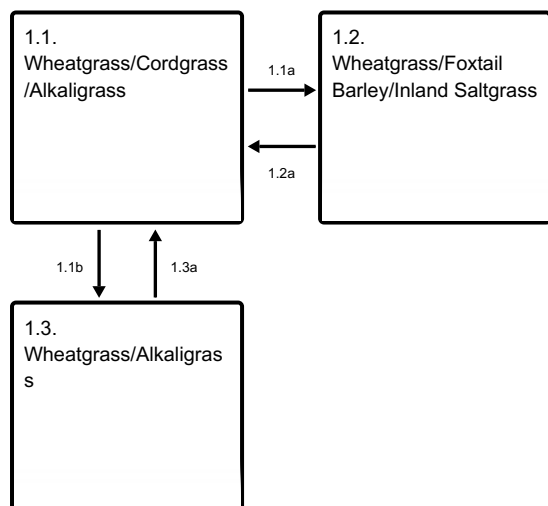 1.1.
Wheatgrass/Cordgrass
/Alkaligrass
1.1a
1.2.
Wheatgrass/Foxtail
Barley/Inland Saltgrass
1.2a
1.1b
1.3a
1.3.
Wheatgrass/Alkaligras
s